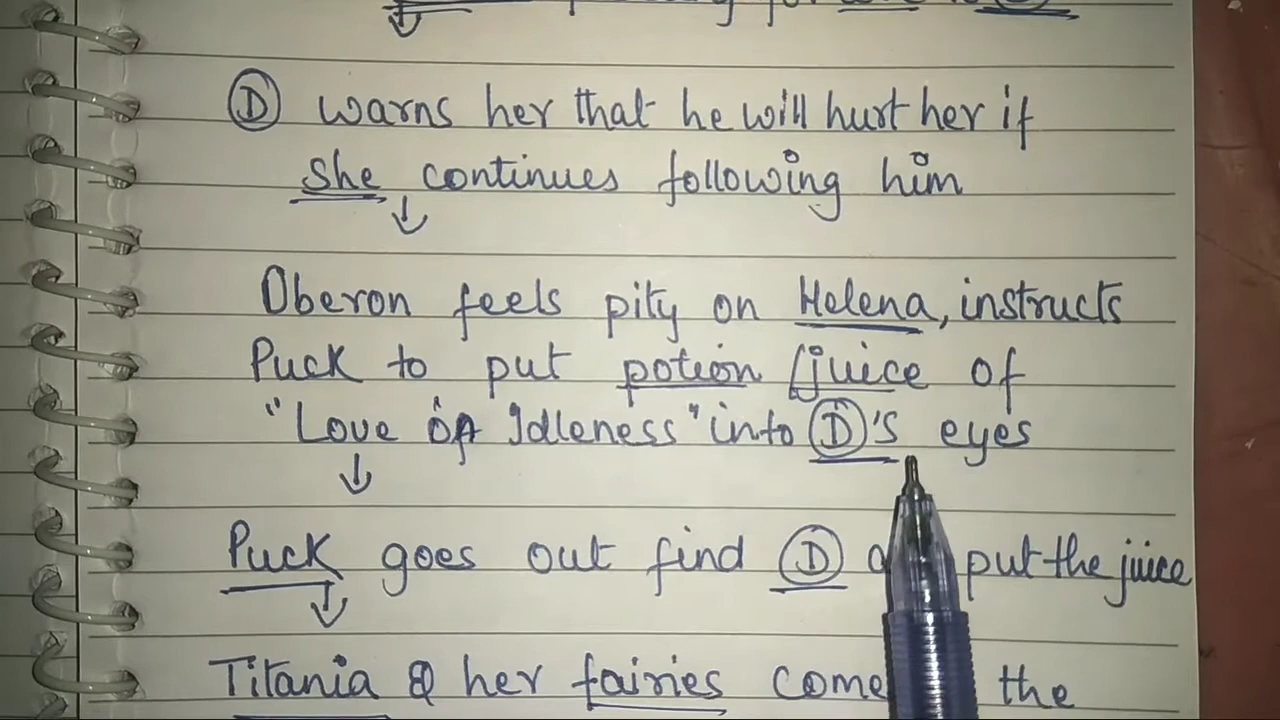 Ⓓ warns her that he will hurt her if
she continues following him
Oberon feels pity on Helena, instructs
Puck to put potion/juice of
"Love of Idleness" into Ⓓ's eyes
Puck goes out find Ⓓ put the juice
Titania & her fairies come the